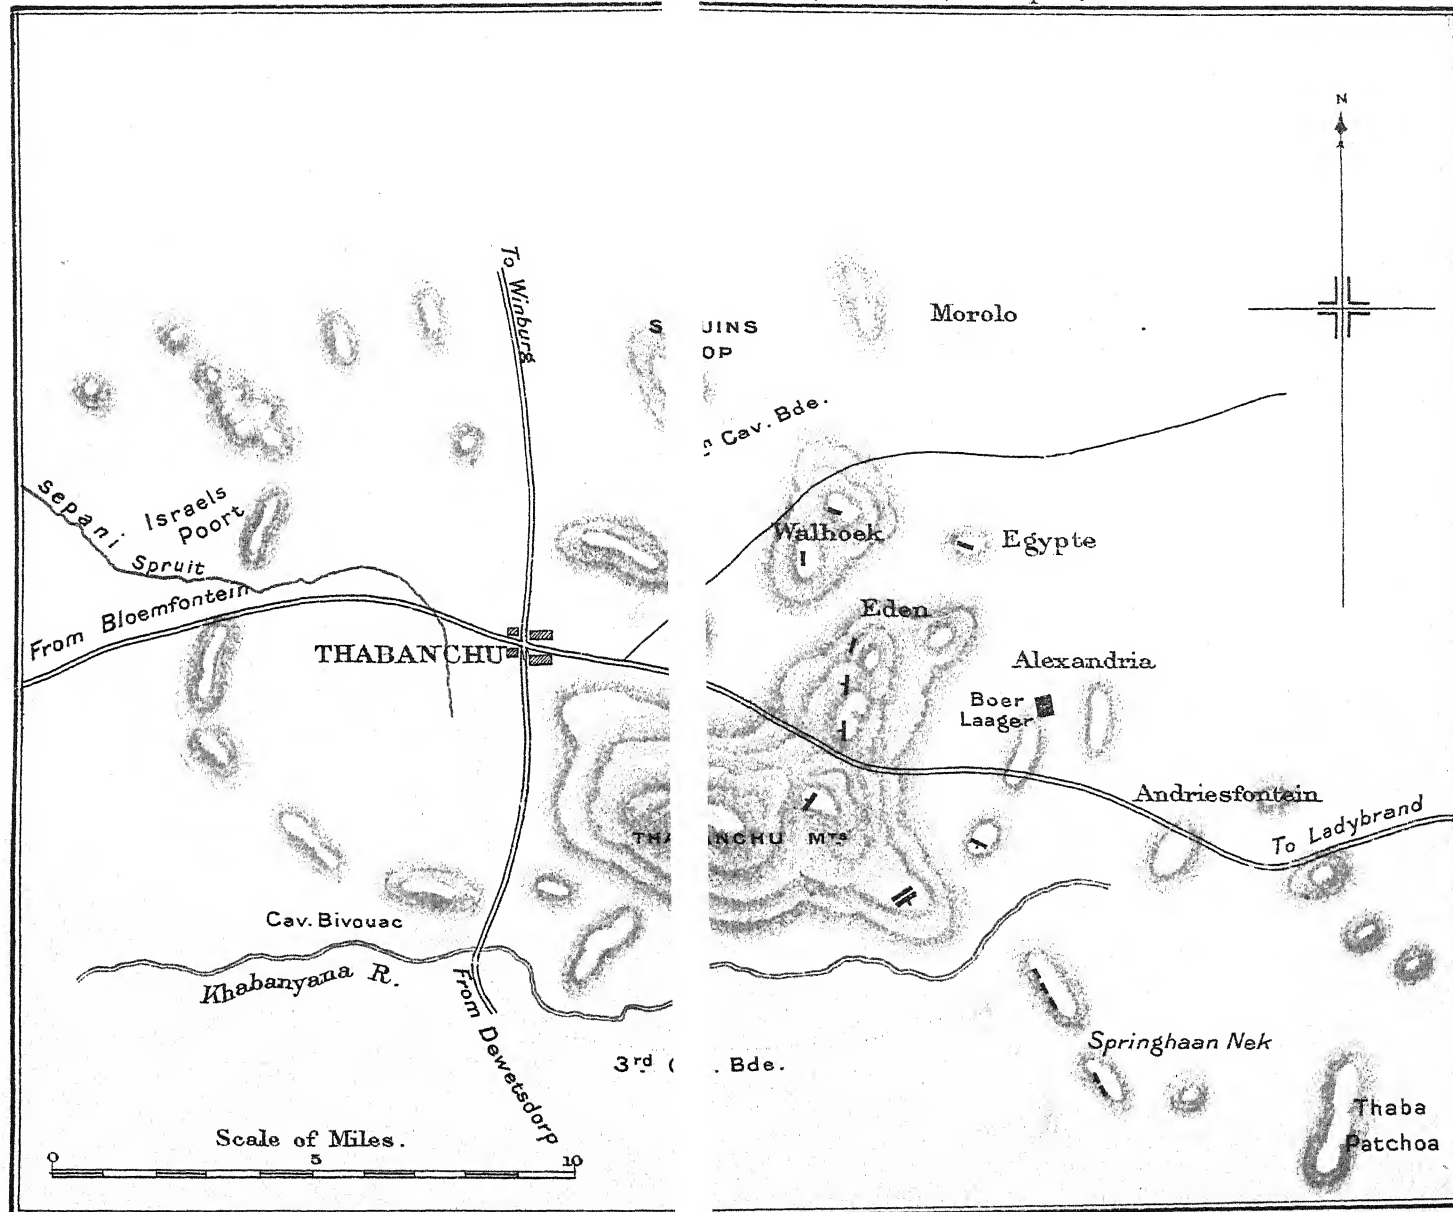 N
To Winburg
Morolo
UINS
OP
Cav. Bde.
Sepani
Spruit
Israels
Poort
Walhoek
Egypte
From Bloemfontein
Eden
THABANCHU
Alexandria
Boer
Laager
Andriesfontein
To Ladybrand
THA NCHU Mts
Cav. Bivouac
Khabanyana R.
From Dewetsdorp
Springhaan Nek
3rd . Bde.
Thaba
Patchoa
Scale of Miles.
0 5 10